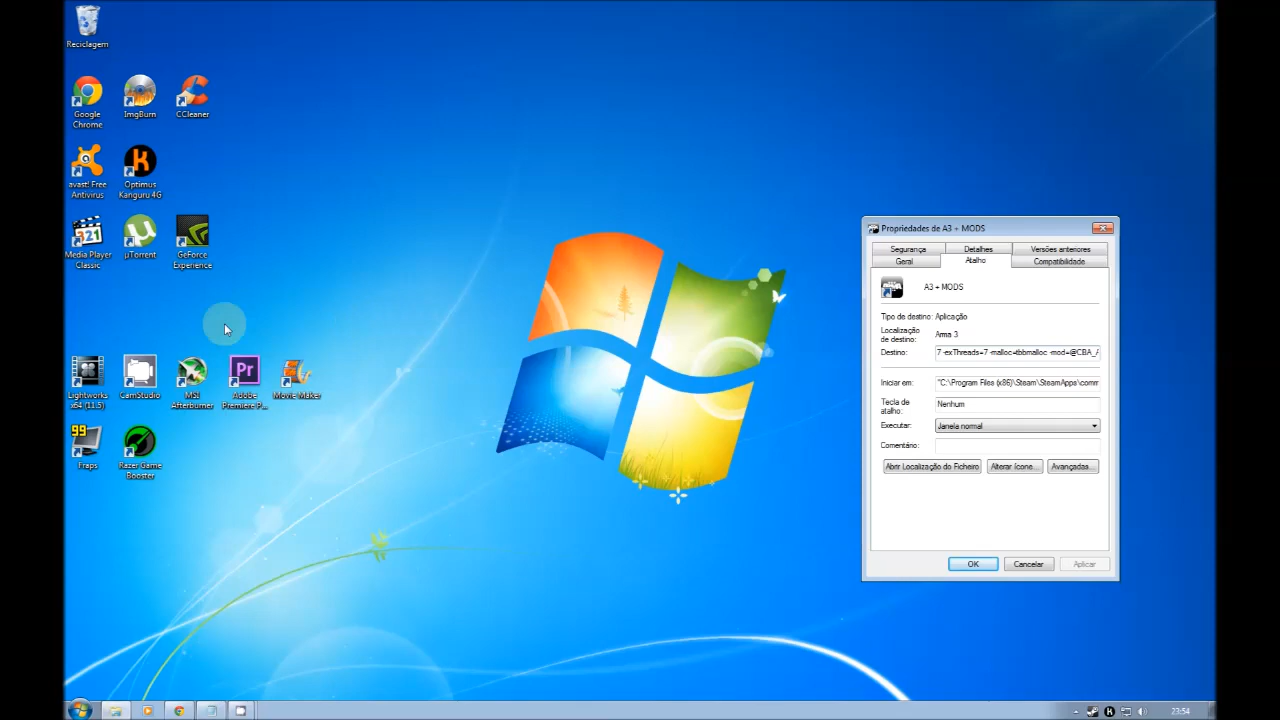 Reciclagem
Google
Chrome
ImgBurn
CCleaner
avast! Free
Antivirus
Optimus
Kanguru 4G
Media Player
Classic
321
µTorrent
GeForce
Experience
Lightworks
x64 (11.5)
CamStudio
MSI
Afterburner
Pr
Adobe
Premiere P...
Movie Maker
99
Fraps
Razer Game
Booster
Propriedades de A3 + MODS
Segurança
Detalhes
Versões anteriores
Geral
Atalho
Compatibilidade
A3 + MODS
Tipo de destino: Aplicação
Localização
de destino:
Arma 3
Destino:
7 -exThreads=7 -malloc=tbbmalloc -mod=@CBA_A
Iniciar em:
"C:\Program Files (x86)\Steam\SteamApps\comm
Tecla de
atalho:
Nenhum
Executar:
Janela normal
Comentário:
Abrir Localização do Ficheiro
Alterar Ícone...
Avançadas...
OK
Cancelar
Aplicar
23:54